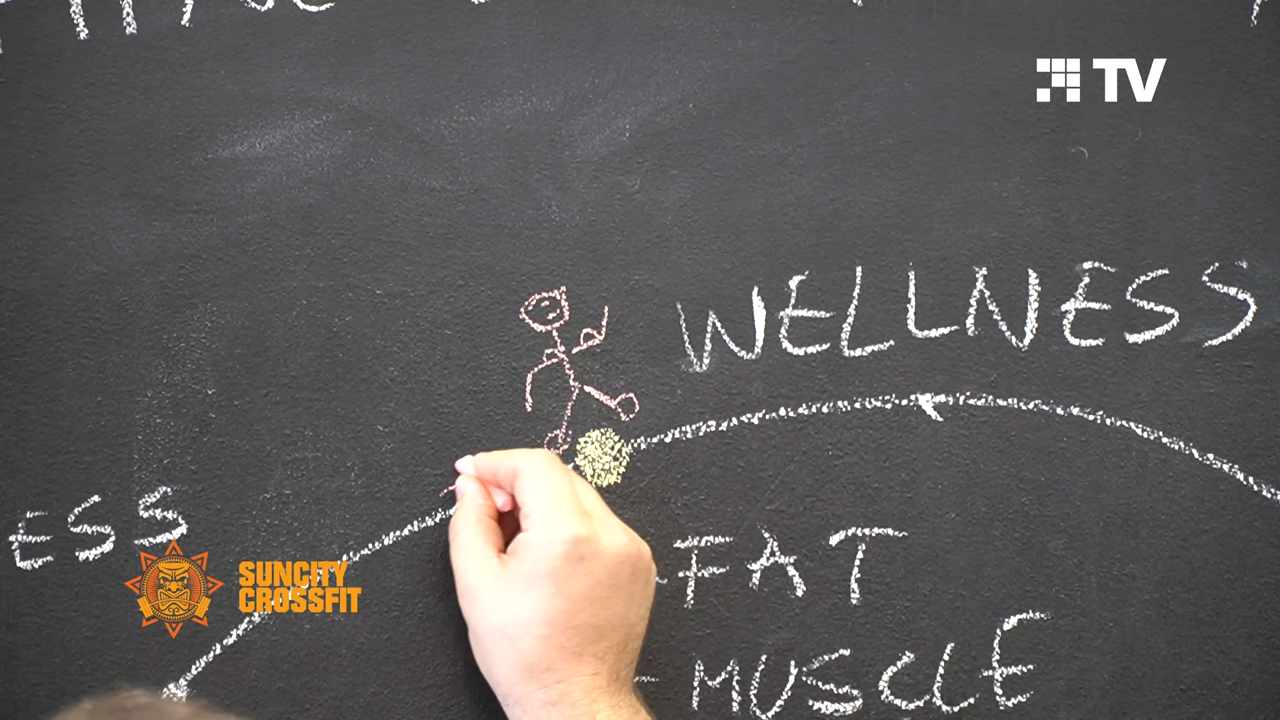 TV
WELLNESS
ESS
SUNCITY
CROSSFIT
-FAT
-MUSCLE